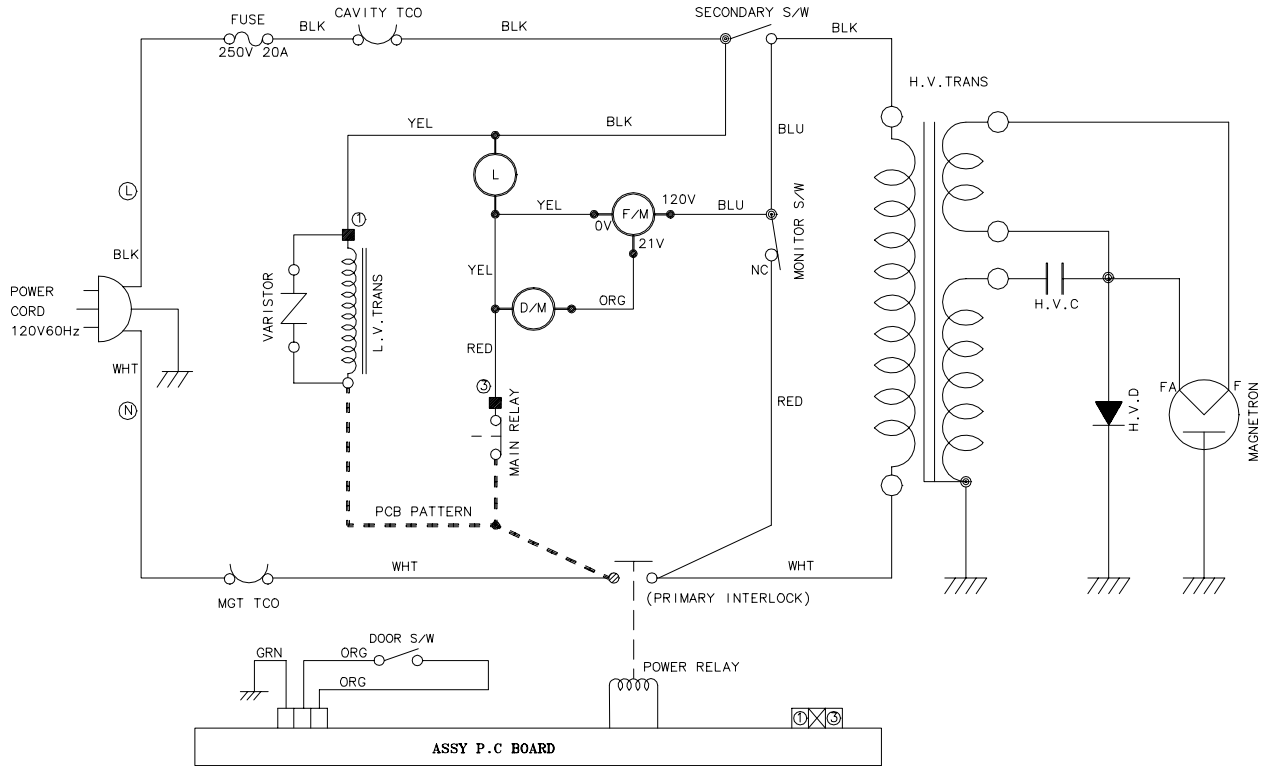 FUSE
250V 20A
BLK
CAVITY TCO
BLK
SECONDARY S/W
BLK
H.V.TRANS
YEL
BLK
BLU
L
L
YEL
0V
F/M
120V
21V
BLU
MONITOR S/W
NC
1
BLK
VARISTOR
L.V.TRANS
YEL
D/M
ORG
POWER
CORD
120V60Hz
H.V.C
WHT
RED
3
N
MAIN RELAY
RED
H.V.D
FA
F
MAGNETRON
PCB PATTERN
WHT
WHT
MGT TCO
(PRIMARY INTERLOCK)
DOOR S/W
GRN
ORG
ORG
POWER RELAY
1
3
ASSY P.C BOARD